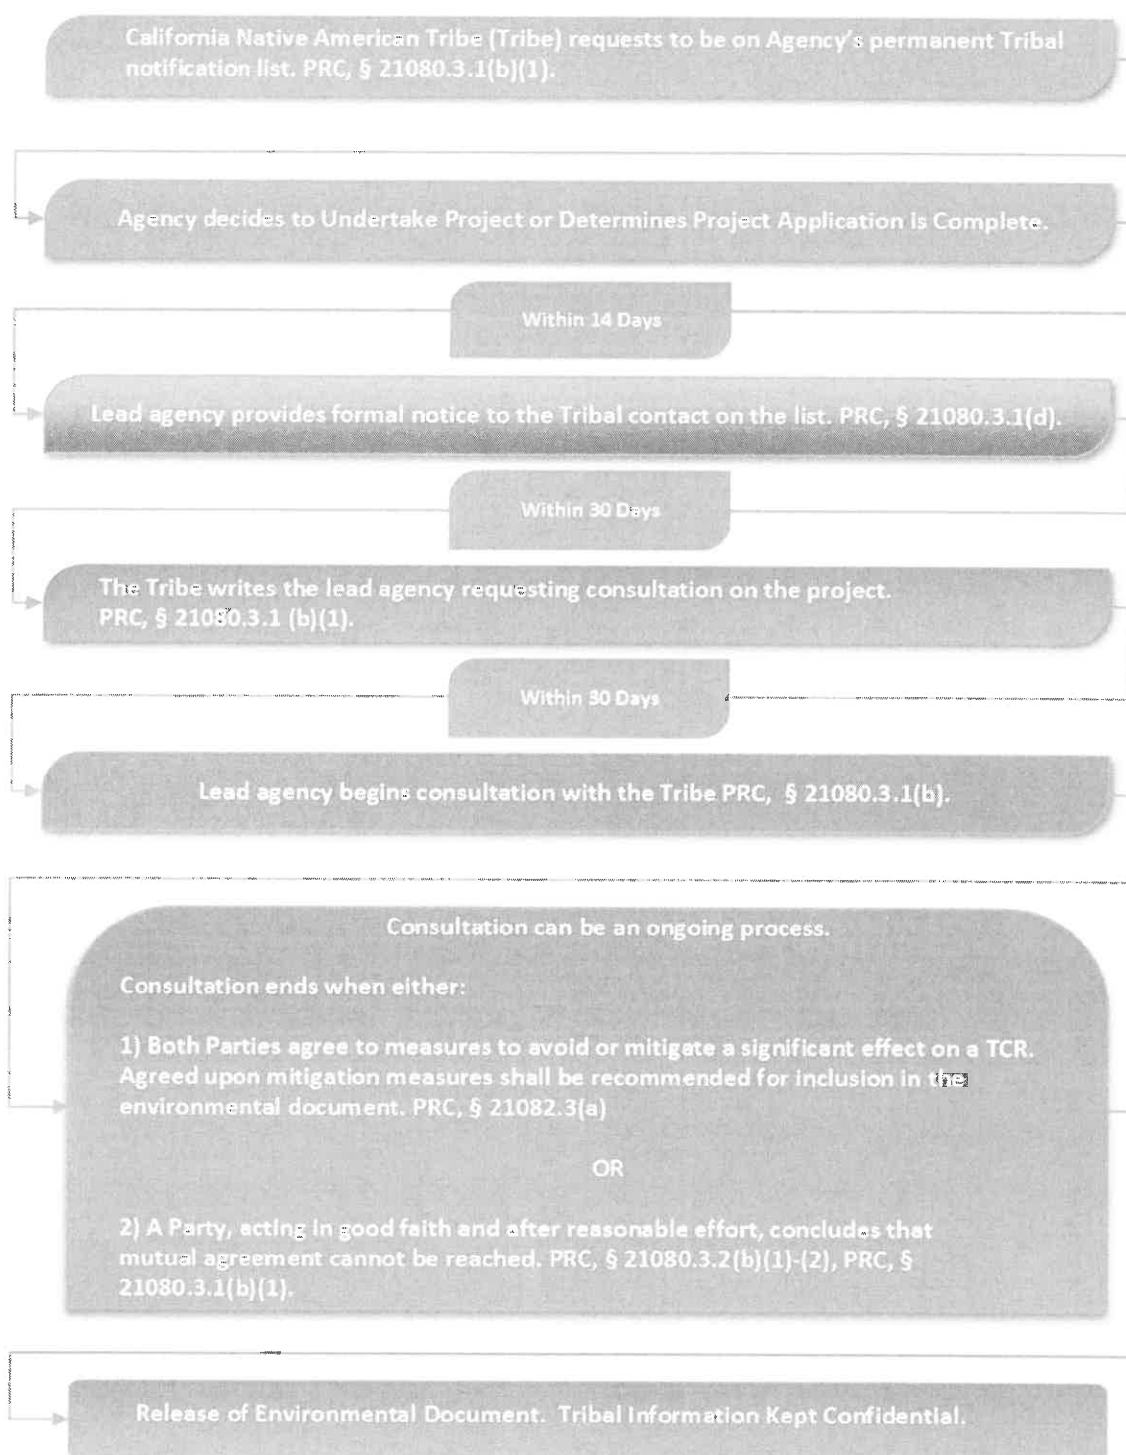 California Native American Tribe (Tribe) requests to be on Agency's permanent Tribal
notification list. PRC, § 21080.3.1(b)(1).
Agency decides to Undertake Project or Determines Project Application is Complete.
Within 14 Days
Lead agency provides formal notice to the Tribal contact on the list. PRC, § 21080.3.1(d).
Within 30 Days
The Tribe writes the lead agency requesting consultation on the project.
PRC, § 21080.3.1 (b)(1).
Within 30 Days
Lead agency begins consultation with the Tribe PRC, § 21080.3.1(b).
Consultation can be an ongoing process.
Consultation ends when either:
1) Both Parties agree to measures to avoid or mitigate a significant effect on a TCR.
Agreed upon mitigation measures shall be recommended for inclusion in the
environmental document. PRC, § 21082.3(a)
OR
2) A Party, acting in good faith and after reasonable effort, concludes that
mutual agreement cannot be reached. PRC, § 21080.3.2(b)(1)-(2), PRC, §
21080.3.1(b)(1).
Release of Environmental Document. Tribal Information Kept Confidential.